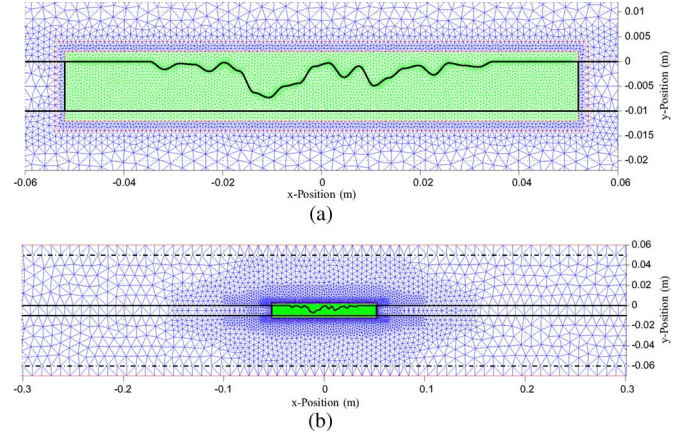 0.01
0.005
0
-0.005
-0.01
-0.015
-0.02
y-Position (m)
-0.06 -0.04 -0.02 0 0.02 0.04 0.06
x-Position (m)
(a)
0.06
0.04
0.02
0
-0.02
-0.04
-0.06
y-Position (m)
-0.3 -0.2 -0.1 0 0.1 0.2 0.3
x-Position (m)
(b)